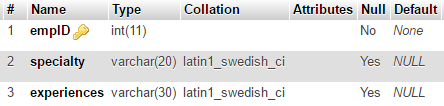 # Name Type Collation Attributes Null Default
1 empID int(11) No None
2 specialty varchar(20) latin1_swedish_ci Yes NULL
3 experiences varchar(30) latin1_swedish_ci Yes NULL